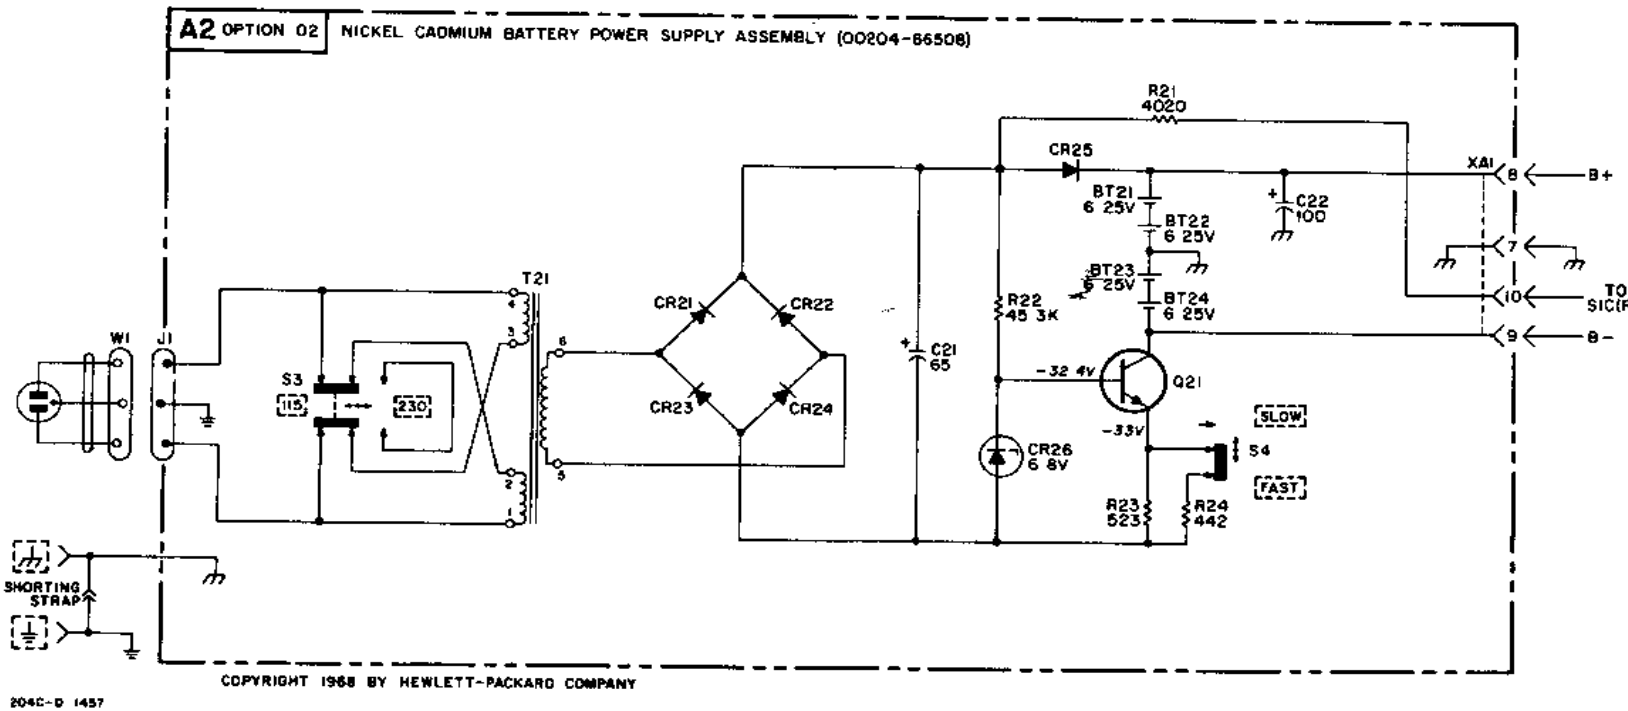 A2 OPTION 02 NICKEL CADMIUM BATTERY POWER SUPPLY ASSEMBLY (00204-66508)
R21
4020
CR25
XA1
8
B+
BT21
6 25V
BT22
6 25V
+
C22
100
7
BT23
6 25V
BT24
6 25V
10
TO
9
B-
T21
4
3
6
CR21
CR22
R22
45 3K
+
C21
65
W1
J1
S3
115
230
CR23
CR24
-32 4V
Q21
-33V
SLOW
S4
FAST
CR26
6 8V
2
1
5
R23
523
R24
442
SHORTING
STRAP
COPYRIGHT 1968 BY HEWLETT-PACKARD COMPANY
204C-D 1457